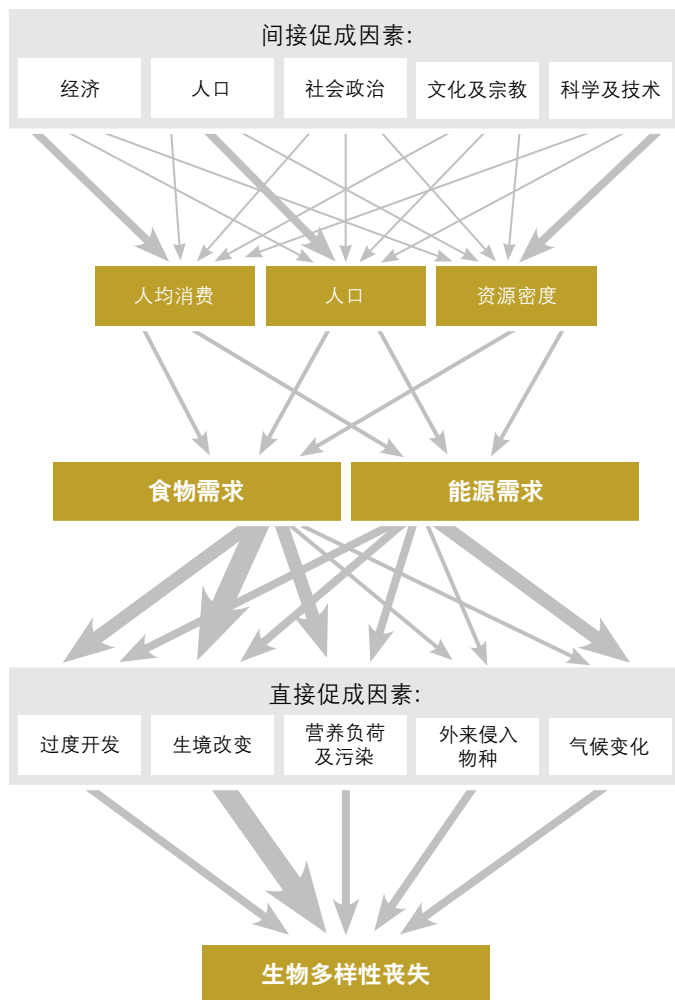 间接促成因素:
经济
人口
社会政治
文化及宗教
科学及技术
人均消费
人口
资源密度
食物需求
能源需求
直接促成因素:
过度开发
生境改变
营养负荷
及污染
外来侵入
物种
气候变化
生物多样性丧失